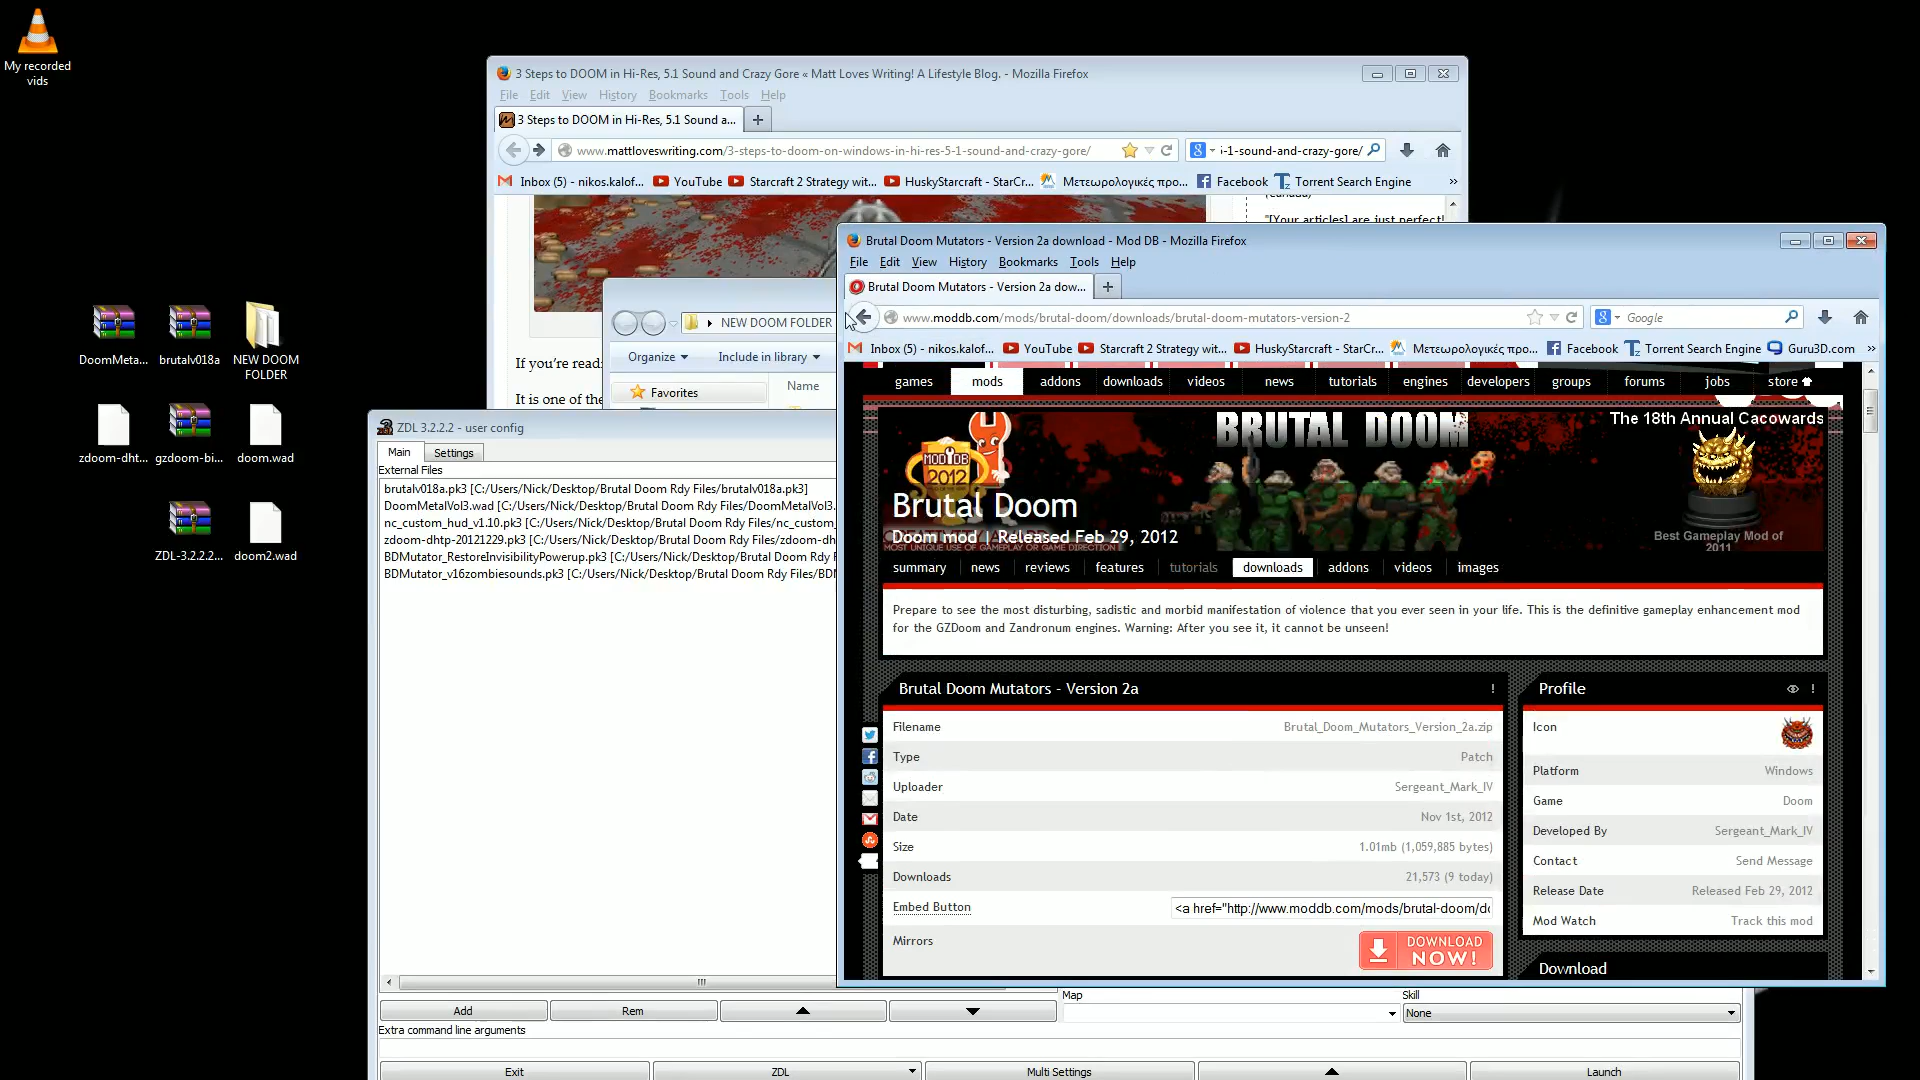 My recorded
vids
DoomMeta...
brutalv018a
NEW DOOM
FOLDER
zdoom-dht...
gzdoom-bi...
doom.wad
ZDL-3.2.2.2...
doom2.wad
3 Steps to DOOM in Hi-Res, 5.1 Sound and Crazy Gore « Matt Loves Writing! A Lifestyle Blog. - Mozilla Firefox
File Edit View History Bookmarks Tools Help
3 Steps to DOOM in Hi-Res, 5.1 Sound a...
www.mattloveswriting.com/3-steps-to-doom-on-windows-in-hi-res-5-1-sound-and-crazy-gore/
i-1-sound-and-crazy-gore/
Inbox (5) - nikos.kalof... YouTube Starcraft 2 Strategy wit... HuskyStarcraft - StarCr... Μετεωρολογικές προ... Facebook Torrent Search Engine »
"[Your articles] are just perfect!
If you're read
It is one of the
NEW DOOM FOLDER
Organize Include in library
Favorites
Name
ZDL 3.2.2.2 - user config
Main Settings
External Files
brutalv018a.pk3 [C:/Users/Nick/Desktop/Brutal Doom Rdy Files/brutalv018a.pk3]
DoomMetalVol3.wad [C:/Users/Nick/Desktop/Brutal Doom Rdy Files/DoomMetalVol3.
nc_custom_hud_v1.10.pk3 [C:/Users/Nick/Desktop/Brutal Doom Rdy Files/nc_custom_
zdoom-dhtp-20121229.pk3 [C:/Users/Nick/Desktop/Brutal Doom Rdy Files/zdoom-dh
BDMutator_RestoreInvisibilityPowerup.pk3 [C:/Users/Nick/Desktop/Brutal Doom Rdy F
BDMutator_v16zombiesounds.pk3 [C:/Users/Nick/Desktop/Brutal Doom Rdy Files/BDM
Add
Rem
Extra command line arguments
Map
Skill
None
Exit
ZDL
Multi Settings
Launch
Brutal Doom Mutators - Version 2a download - Mod DB - Mozilla Firefox
File Edit View History Bookmarks Tools Help
Brutal Doom Mutators - Version 2a dow...
www.moddb.com/mods/brutal-doom/downloads/brutal-doom-mutators-version-2
Google
Inbox (5) - nikos.kalof... YouTube Starcraft 2 Strategy wit... HuskyStarcraft - StarCr... Μετεωρολογικές προ... Facebook Torrent Search Engine Guru3D.com »
games mods addons downloads videos news tutorials engines developers groups forums jobs store
BRUTAL DOOM
The 18th Annual Cacowards
MOD DB
2012
Brutal Doom
Doom mod | Released Feb 29, 2012
MOST UNIQUE USE OF GAMEPLAY OR GAME DIRECTION
Best Gameplay Mod of
2011
summary news reviews features tutorials downloads addons videos images
Prepare to see the most disturbing, sadistic and morbid manifestation of violence that you ever seen in your life. This is the definitive gameplay enhancement mod
for the GZDoom and Zandronum engines. Warning: After you see it, it cannot be unseen!
Brutal Doom Mutators - Version 2a
Filename Brutal_Doom_Mutators_Version_2a.zip
Type Patch
Uploader Sergeant_Mark_IV
Date Nov 1st, 2012
Size 1.01mb (1,059,885 bytes)
Downloads 21,573 (9 today)
Embed Button <a href="http://www.moddb.com/mods/brutal-doom/do
Mirrors
DOWNLOAD
NOW!
Profile
Icon
Platform Windows
Game Doom
Developed By Sergeant_Mark_IV
Contact Send Message
Release Date Released Feb 29, 2012
Mod Watch Track this mod
Download